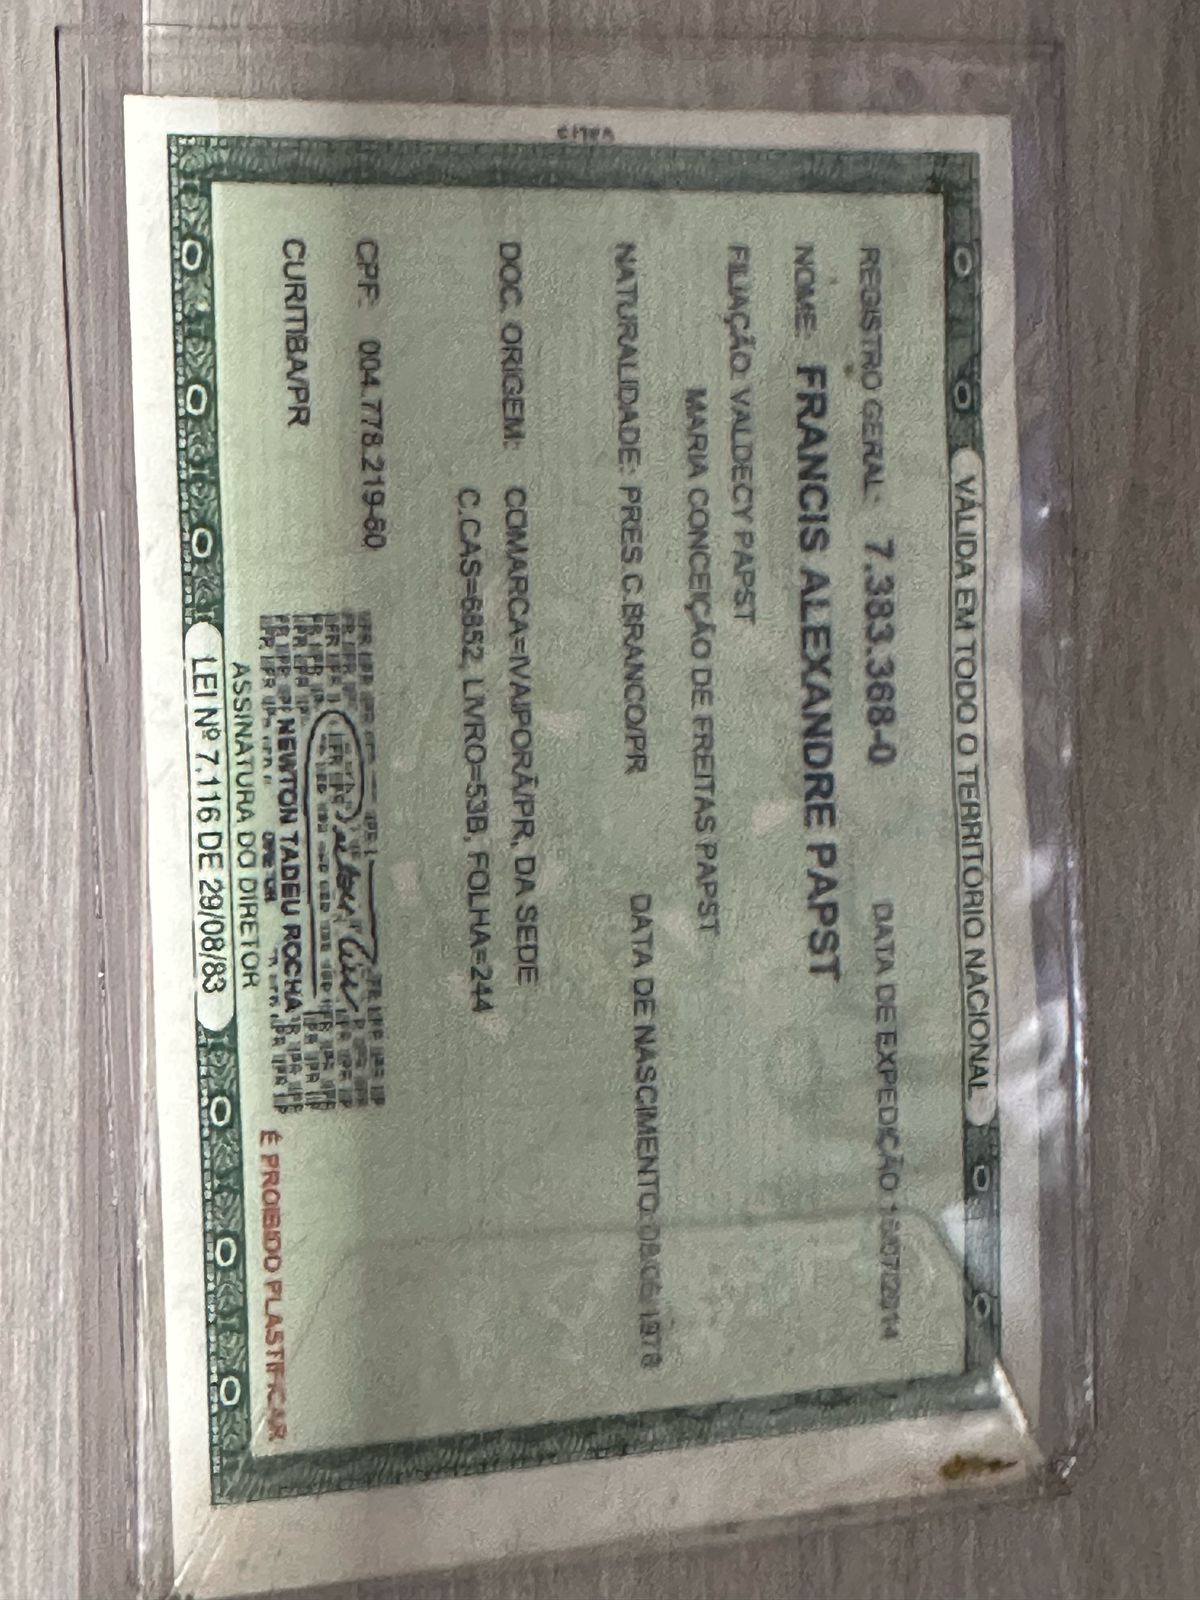 VÁLIDA EM TODO O TERRITÓRIO NACIONAL
REGISTRO GERAL: 7.383.368-0 DATA DE EXPEDIÇÃO
NOME: FRANCIS ALEXANDRE PAPST
FILIAÇÃO: VALDECY PAPST
MARIA CONCEIÇÃO DE FREITAS PAPST
NATURALIDADE: PRES.C.BRANCO/PR DATA DE NASCIMENTO:
DOC. ORIGEM: COMARCA=IVAIPORÃ/PR, DA SEDE
C.CAS=6852, LIVRO=53B, FOLHA=244
CPF: 004.778.219-60
CURITIBA/PR
NEWTON TADEU ROCHA
ASSINATURA DO DIRETOR
É PROIBIDO PLASTIFICAR
LEI Nº 7.116 DE 29/08/83